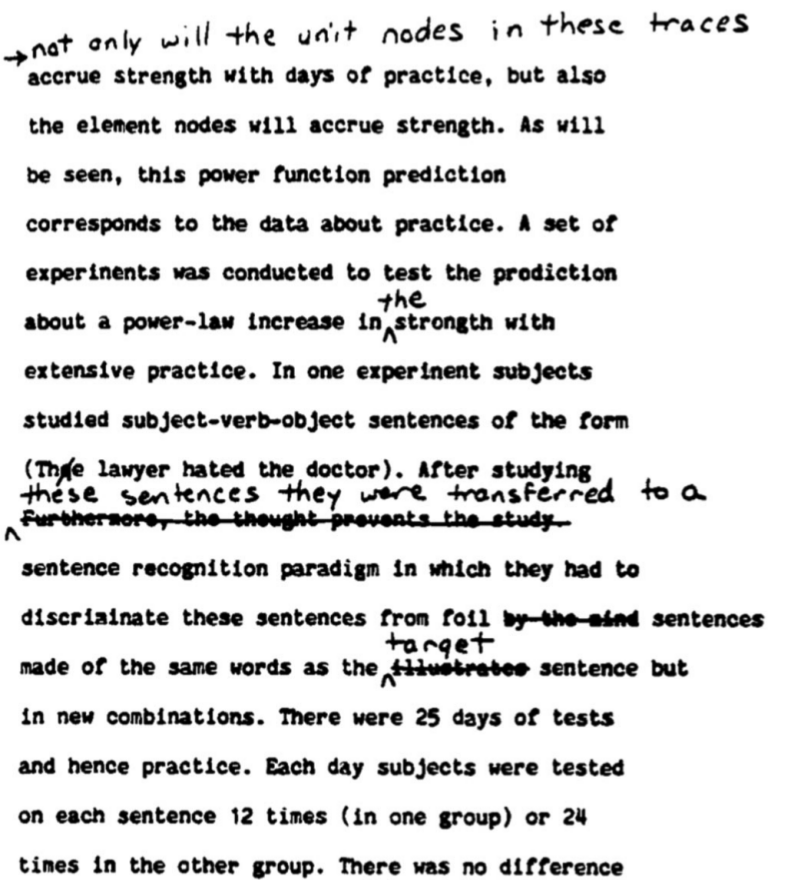 →not only will the unit nodes in these traces
accrue strength with days of practice, but also
the element nodes will accrue strength. As will
be seen, this power function prediction
corresponds to the data about practice. A set of
experinents was conducted to test the prodiction
the
about a power-law increase in^strongth with
extensive practice. In one experinent subjects
studied subject-verb-object sentences of the form
(The lawyer hated the doctor). After studying
these sentences they were transferred to a
^furthermore, the thought prevents the study.
sentence recognition paradigm in which they had to
discriainate these sentences from foil by the mind sentences
target
made of the same words as the^illustrates sentence but
in new combinations. There were 25 days of tests
and hence practice. Each day subjects were tested
on each sentence 12 times (in one group) or 24
times in the other group. There was no difference